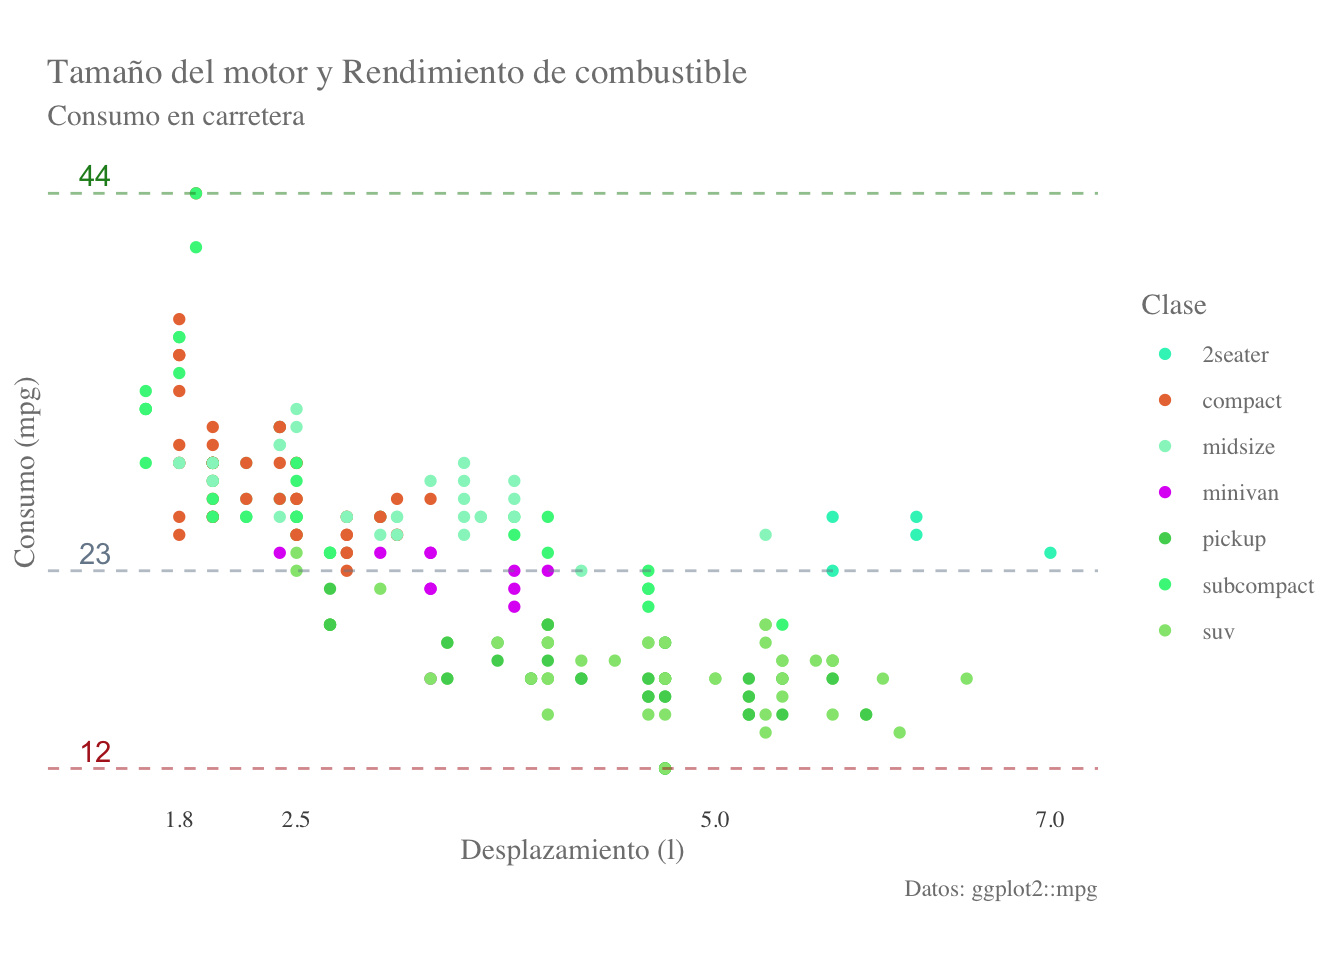 Tamaño del motor y Rendimiento de combustible
Consumo en carretera
44
23
12
Consumo (mpg)
1.8 2.5 5.0 7.0
Desplazamiento (l)
Datos: ggplot2::mpg
Clase
2seater
compact
midsize
minivan
pickup
subcompact
suv